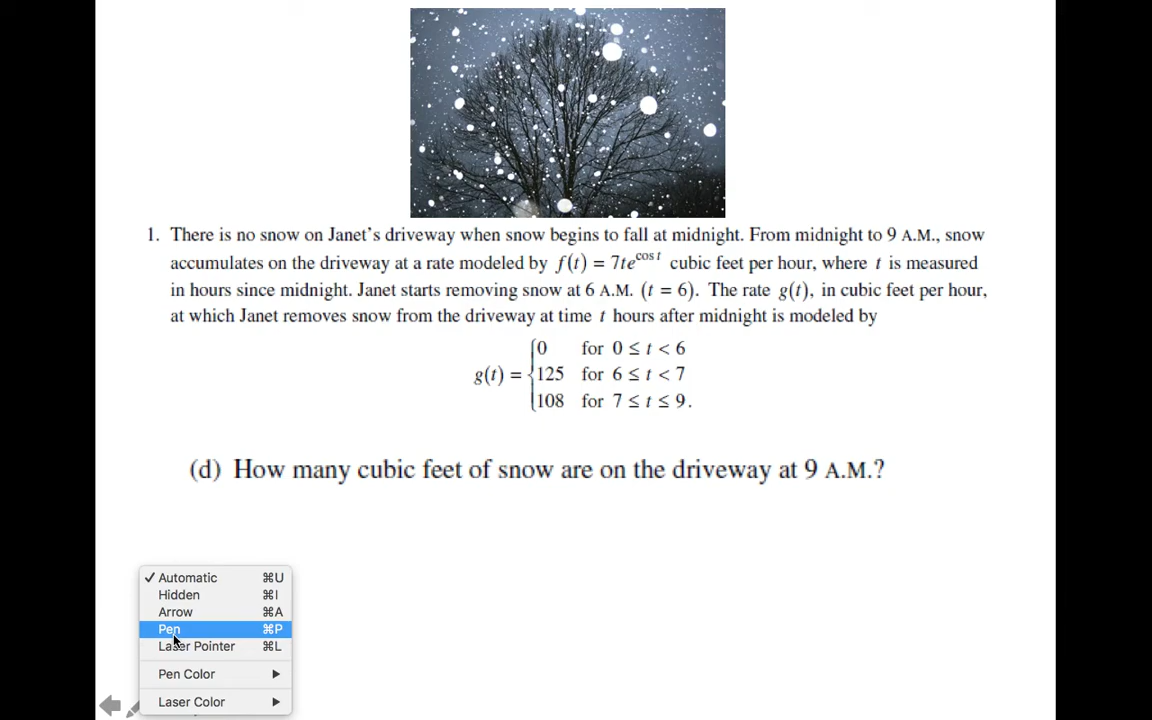 1. There is no snow on Janet's driveway when snow begins to fall at midnight. From midnight to 9 A.M., snow
accumulates on the driveway at a rate modeled by f(t) = 7te^{cos t} cubic feet per hour, where t is measured
in hours since midnight. Janet starts removing snow at 6 A.M. (t = 6). The rate g(t), in cubic feet per hour,
at which Janet removes snow from the driveway at time t hours after midnight is modeled by
0 for 0 ≤ t < 6
g(t) = { 125 for 6 ≤ t < 7
108 for 7 ≤ t ≤ 9.
(d) How many cubic feet of snow are on the driveway at 9 A.M.?
✓ Automatic ⌘U
Hidden ⌘I
Arrow ⌘A
Pen ⌘P
Laser Pointer ⌘L
Pen Color ▶
Laser Color ▶